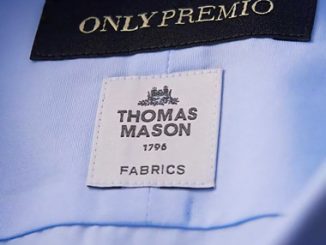 ONLY PREMIO
THOMAS
MASON
1796
FABRICS